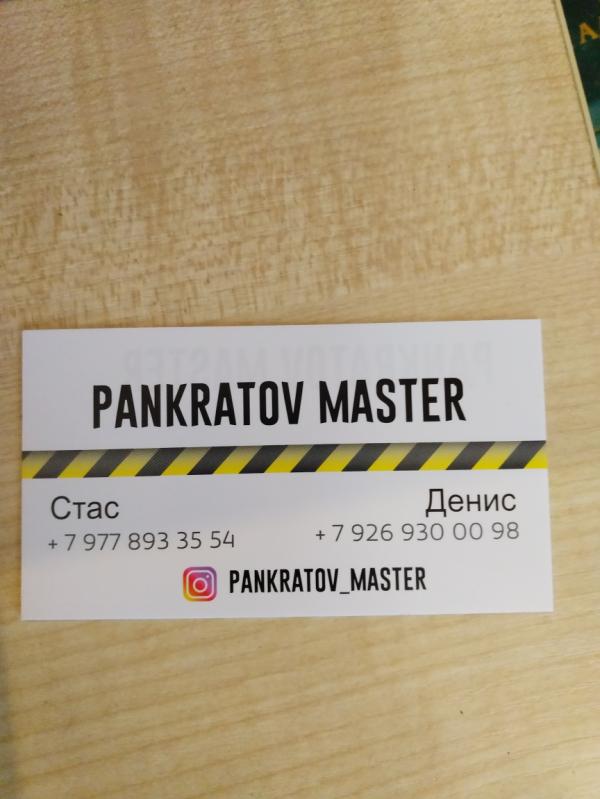 PANKRATOV MASTER
Стас
+ 7 977 893 35 54
Денис
+ 7 926 930 00 98
PANKRATOV_MASTER